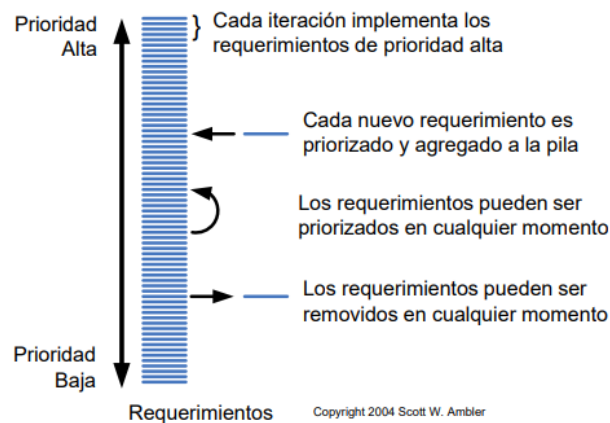 Prioridad
Alta
Cada iteración implementa los
requerimientos de prioridad alta
Cada nuevo requerimiento es
priorizado y agregado a la pila
Los requerimientos pueden ser
priorizados en cualquier momento
Los requerimientos pueden ser
removidos en cualquier momento
Prioridad
Baja
Requerimientos
Copyright 2004 Scott W. Ambler